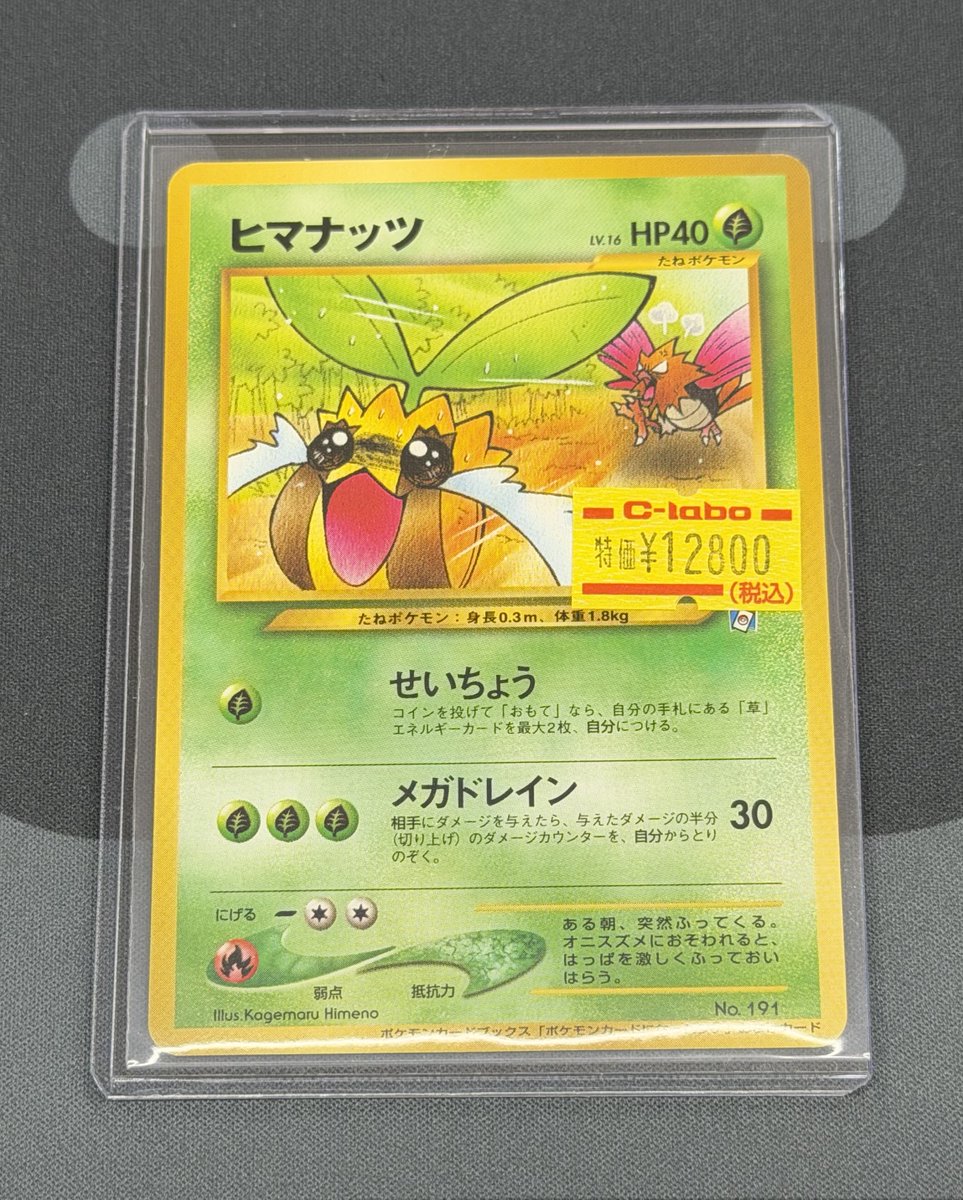 ヒマナッツ
LV.16 HP40
たねポケモン
C-labo
特価¥12800
(税込)
たねポケモン：身長0.3m、体重1.8kg
せいちょう
コインを投げて「おもて」なら、自分の手札にある「草」
エネルギーカードを最大2枚、自分につける。
メガドレイン
30
相手にダメージを与えたら、与えたダメージの半分
(切り上げ)のダメージカウンターを、自分からとり
のぞく。
にげる
弱点
抵抗力
ある朝、突然ふってくる。
オニスズメにおそわれると、
はっぱを激しくふっておい
はらう。
Illus.Kagemaru Himeno
No. 191
ポケモンカードブックス「ポケモンカードに カード